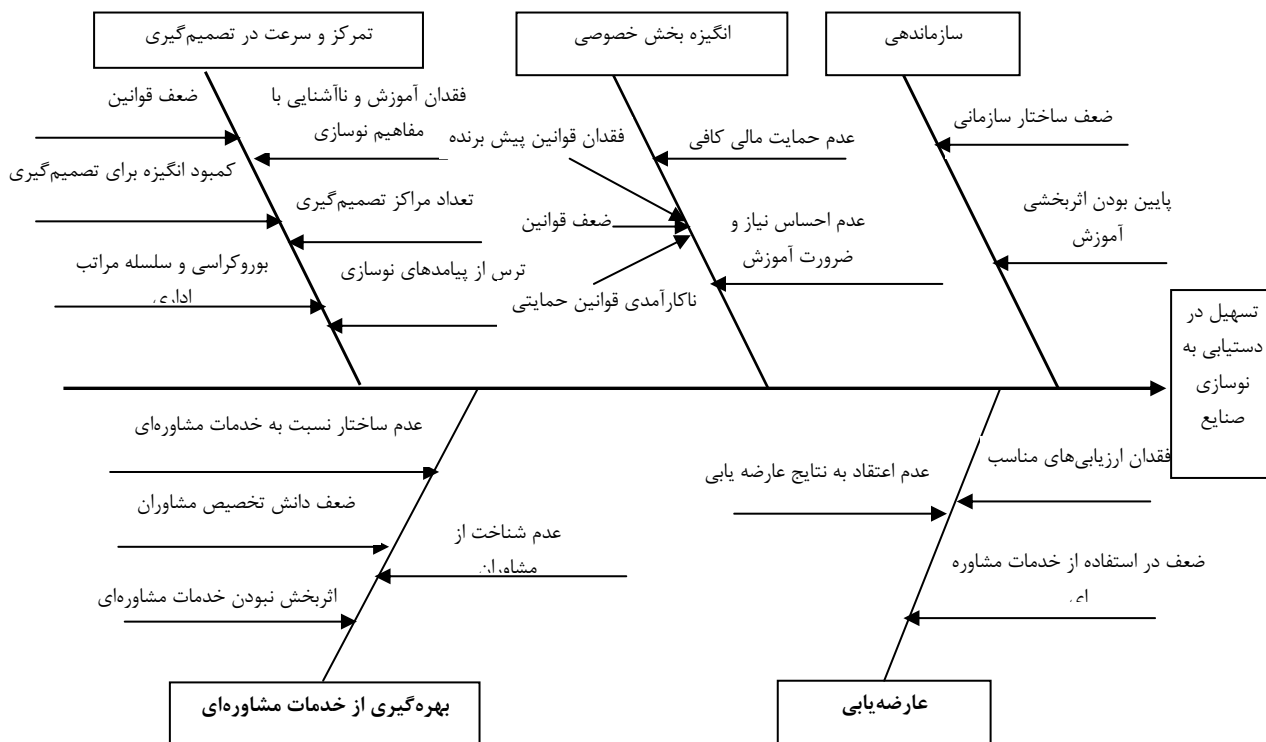 سازماندهی
انگیزه بخش خصوصی
تمرکز و سرعت در تصمیم‌گیری
ضعف ساختار سازمانی
پایین بودن اثربخشی
آموزش
عدم حمایت مالی کافی
فقدان قوانین پیش برنده
عدم احساس نیاز و
ضرورت آموزش
ضعف قوانین
ناکارآمدی قوانین حمایتی
فقدان آموزش و ناآشنایی با
مفاهیم نوسازی
ضعف قوانین
کمبود انگیزه برای تصمیم‌گیری
تعداد مراکز تصمیم‌گیری
بوروکراسی و سلسله مراتب
اداری
ترس از پیامدهای نوسازی
تسهیل در
دستیابی به
نوسازی
صنایع
فقدان ارزیابی‌های مناسب
عدم اعتقاد به نتایج عارضه یابی
ضعف در استفاده از خدمات مشاوره
ای
عدم ساختار نسبت به خدمات مشاوره‌ای
ضعف دانش تخصیص مشاوران
عدم شناخت از
مشاوران
اثربخش نبودن خدمات مشاوره‌ای
عارضه‌یابی
بهره‌گیری از خدمات مشاوره‌ای